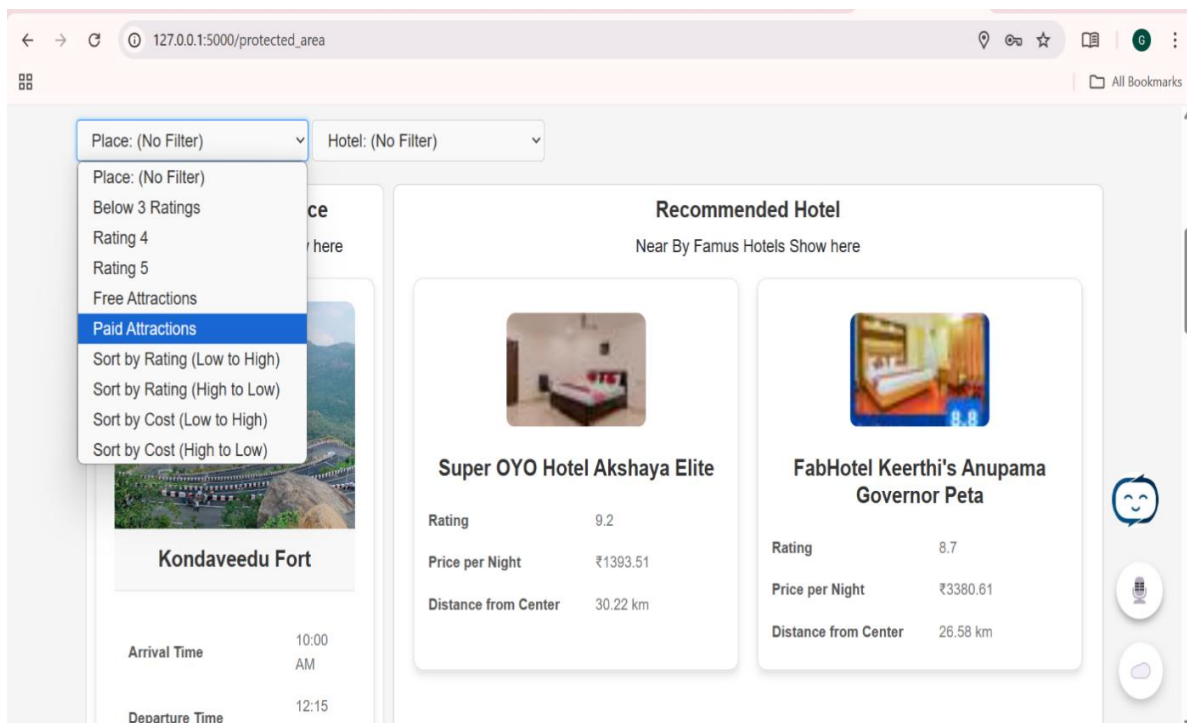 127.0.0.1:5000/protected_area
G
All Bookmarks
Place: (No Filter)
Hotel: (No Filter)
Place: (No Filter)
Below 3 Ratings
Rating 4
Rating 5
Free Attractions
Paid Attractions
Sort by Rating (Low to High)
Sort by Rating (High to Low)
Sort by Cost (Low to High)
Sort by Cost (High to Low)
ce
here
Kondaveedu Fort
Arrival Time
10:00
AM
Departure Time
12:15
Recommended Hotel
Near By Famus Hotels Show here
Super OYO Hotel Akshaya Elite
Rating 9.2
Price per Night ₹1393.51
Distance from Center 30.22 km
8.8
FabHotel Keerthi's Anupama
Governor Peta
Rating 8.7
Price per Night ₹3380.61
Distance from Center 26.58 km